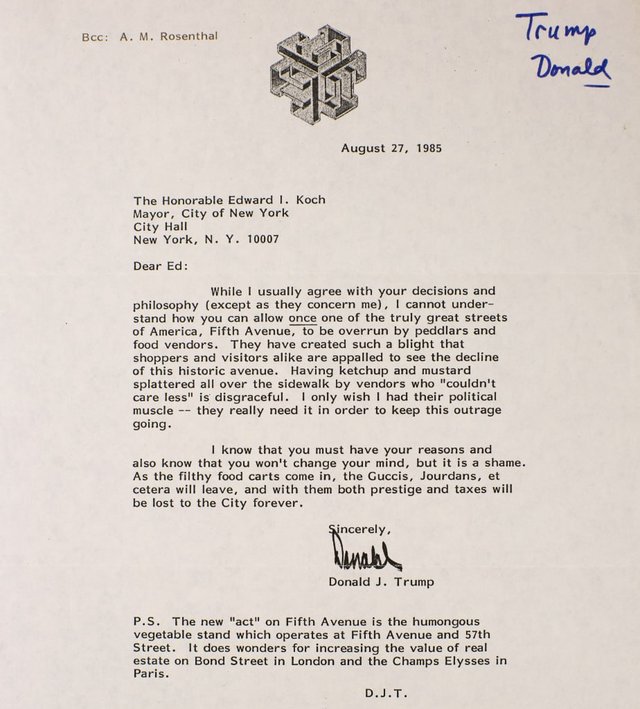 Bcc: A. M. Rosenthal
Trump
Donald
August 27, 1985
The Honorable Edward I. Koch
Mayor, City of New York
City Hall
New York, N. Y. 10007
Dear Ed:
While I usually agree with your decisions and
philosophy (except as they concern me), I cannot under-
stand how you can allow once one of the truly great streets
of America, Fifth Avenue, to be overrun by peddlars and
food vendors. They have created such a blight that
shoppers and visitors alike are appalled to see the decline
of this historic avenue. Having ketchup and mustard
splattered all over the sidewalk by vendors who "couldn't
care less" is disgraceful. I only wish I had their political
muscle -- they really need it in order to keep this outrage
going.
I know that you must have your reasons and
also know that you won't change your mind, but it is a shame.
As the filthy food carts come in, the Guccis, Jourdans, et
cetera will leave, and with them both prestige and taxes will
be lost to the City forever.
Sincerely,
Donald
Donald J. Trump
P.S. The new "act" on Fifth Avenue is the humongous
vegetable stand which operates at Fifth Avenue and 57th
Street. It does wonders for increasing the value of real
estate on Bond Street in London and the Champs Elysses in
Paris.
D.J.T.